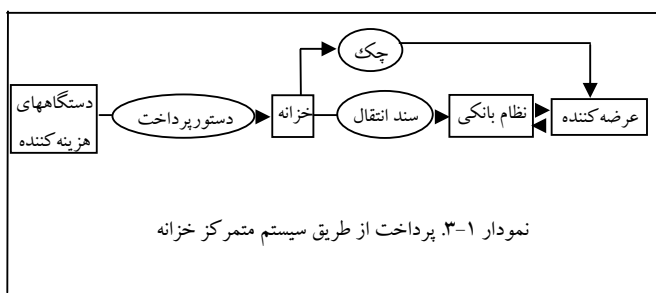 چک
دستگاههای
هزینه‌کننده
دستورپرداخت
خزانه
سند انتقال
نظام بانکی
عرضه‌کننده
نمودار ۱-۳. پرداخت از طریق سیستم متمرکز خزانه